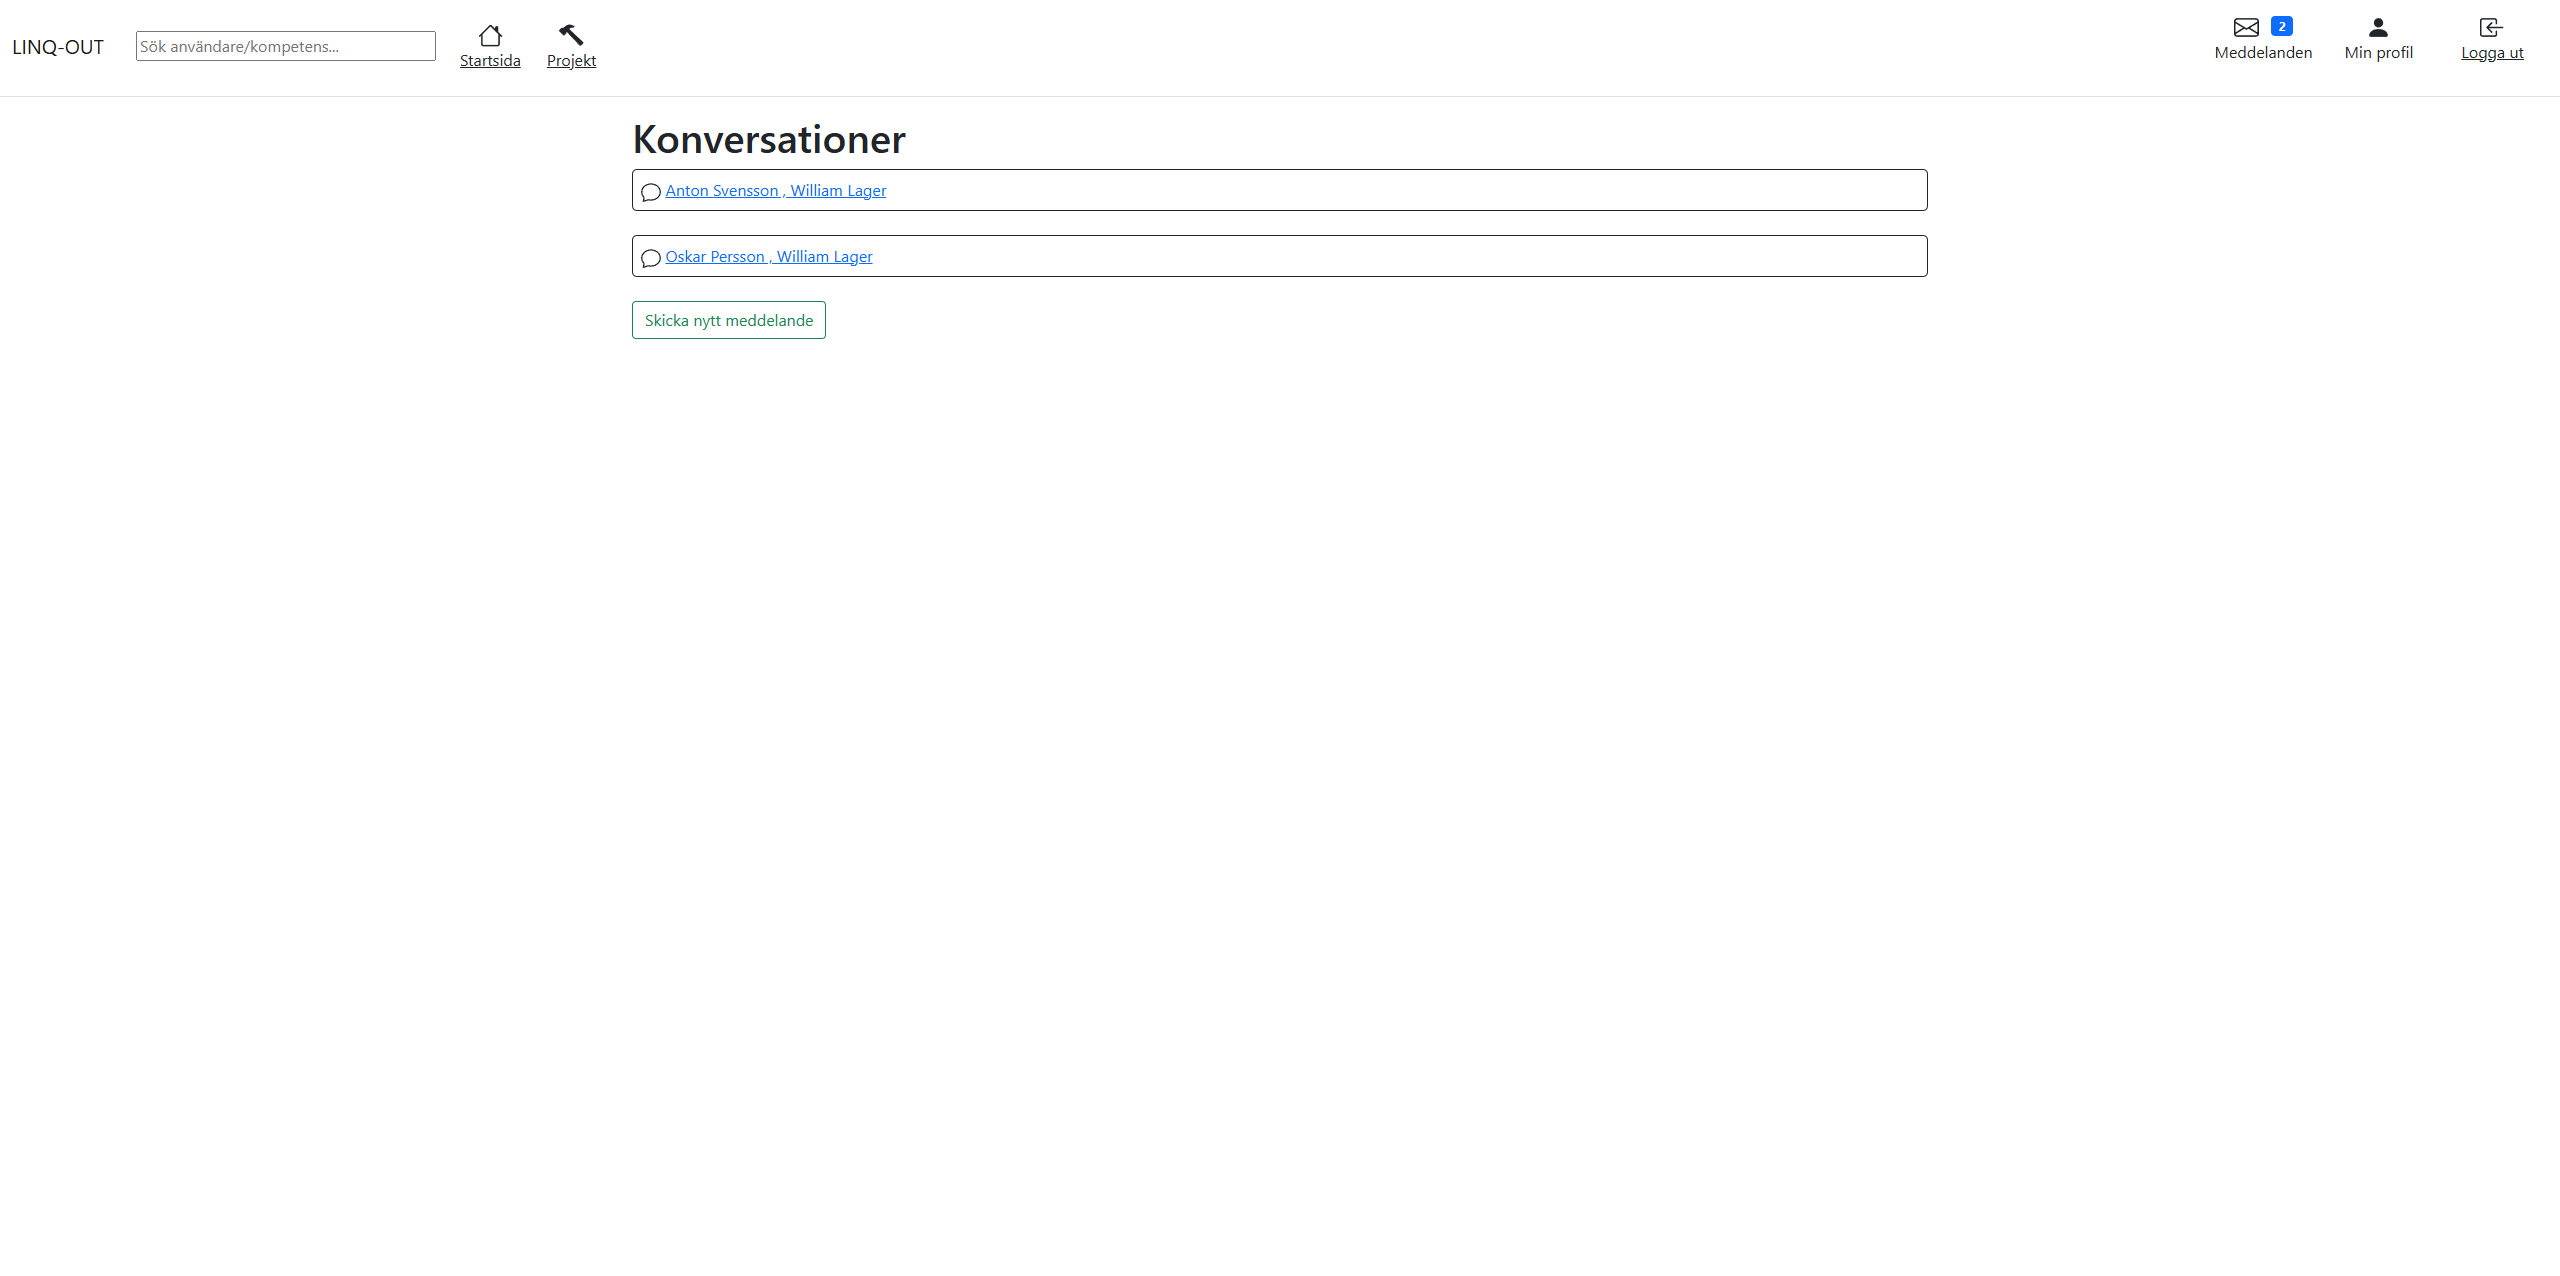 LINQ-OUT
Sök användare/kompetens...
Startsida
Projekt
2
Meddelanden
Min profil
Logga ut
Konversationer
Anton Svensson , William Lager
Oskar Persson , William Lager
Skicka nytt meddelande